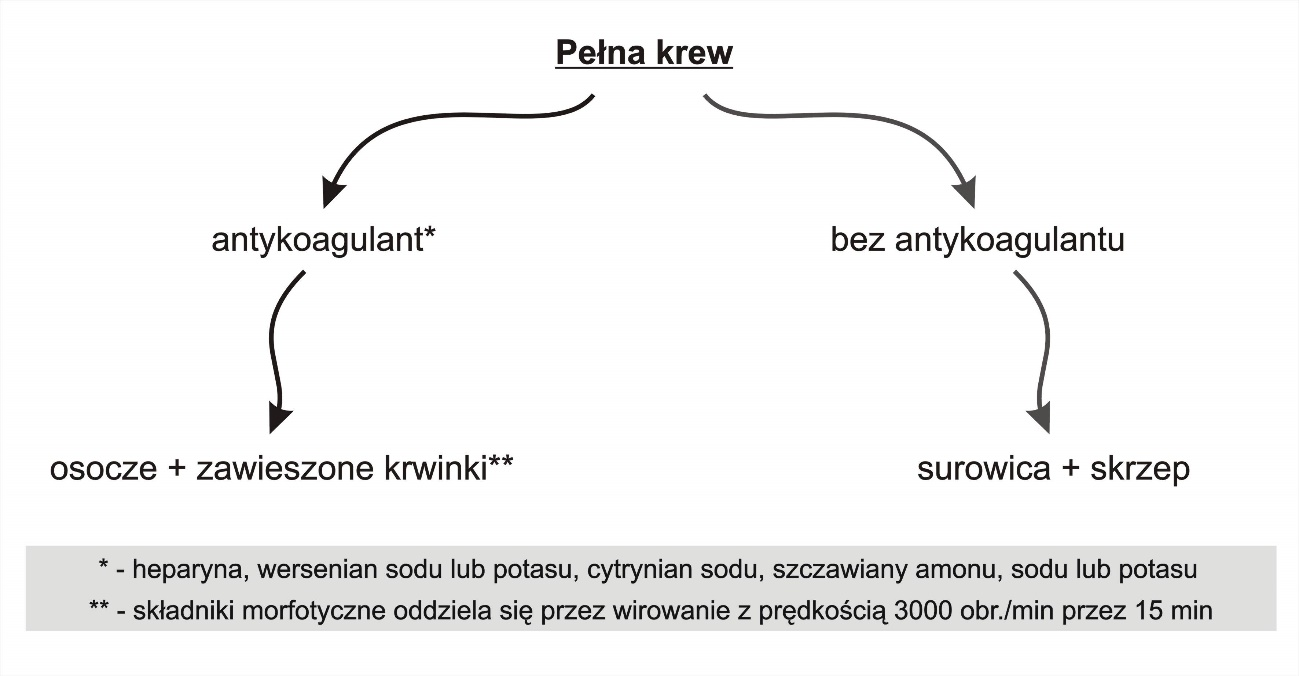 Pełna krew
antykoagulant*
bez antykoagulantu
osocze + zawieszone krwinki**
surowica + skrzep
* - heparyna, wersenian sodu lub potasu, cytrynian sodu, szczawiany amonu, sodu lub potasu
** - składniki morfotyczne oddziela się przez wirowanie z prędkością 3000 obr./min przez 15 min